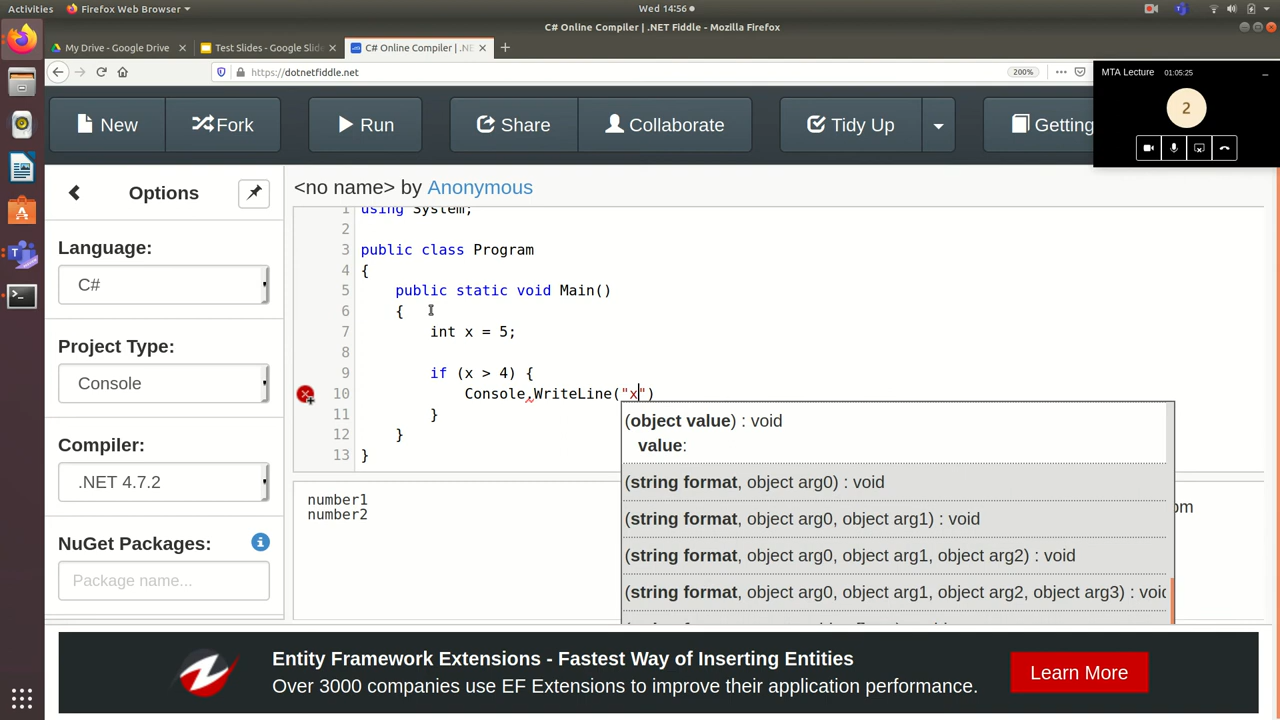 Activities Firefox Web Browser Wed 14:56
C# Online Compiler | .NET Fiddle - Mozilla Firefox
My Drive - Google Drive Test Slides - Google Slide C# Online Compiler | .NE
https://dotnetfiddle.net 200%
MTA Lecture 01:05:25
2
New Fork Run Share Collaborate Tidy Up Getting
Options
<no name> by Anonymous
Language:
C#
Project Type:
Console
Compiler:
.NET 4.7.2
NuGet Packages:
Package name...
1 using System;
2
3 public class Program
4 {
5 public static void Main()
6 {
7 int x = 5;
8
9 if (x > 4) {
10 Console.WriteLine("x")
11 }
12 }
13 }
(object value) : void
value:
(string format, object arg0) : void
(string format, object arg0, object arg1) : void
(string format, object arg0, object arg1, object arg2) : void
(string format, object arg0, object arg1, object arg2, object arg3) : void
number1
number2
om
Entity Framework Extensions - Fastest Way of Inserting Entities
Over 3000 companies use EF Extensions to improve their application performance.
Learn More